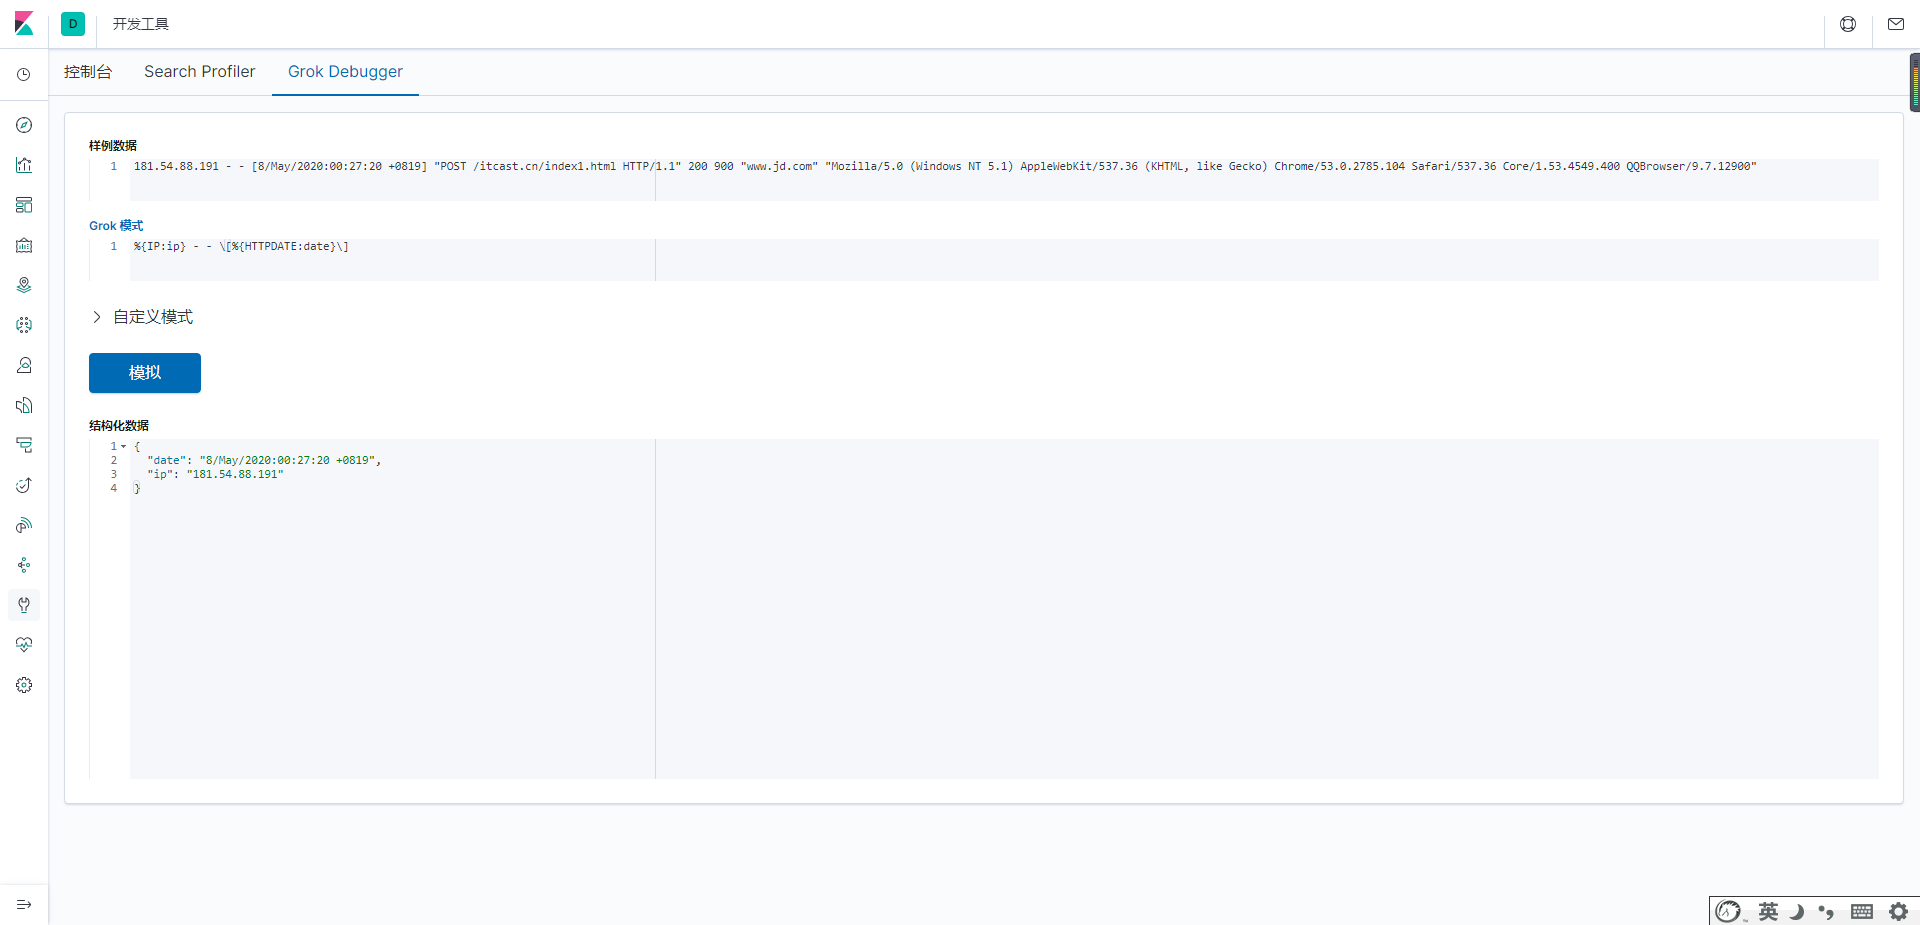 D 开发工具
控制台 Search Profiler Grok Debugger
样例数据
1 181.54.88.191 - - [8/May/2020:00:27:20 +0819] "POST /itcast.cn/index1.html HTTP/1.1" 200 900 "www.jd.com" "Mozilla/5.0 (Windows NT 5.1) AppleWebKit/537.36 (KHTML, like Gecko) Chrome/53.0.2785.104 Safari/537.36 Core/1.53.4549.400 QQBrowser/9.7.12900"
Grok 模式
1 %{IP:ip} - - \[%{HTTPDATE:date}\]
自定义模式
模拟
结构化数据
1 {
2 "date": "8/May/2020:00:27:20 +0819",
3 "ip": "181.54.88.191"
4 }
英